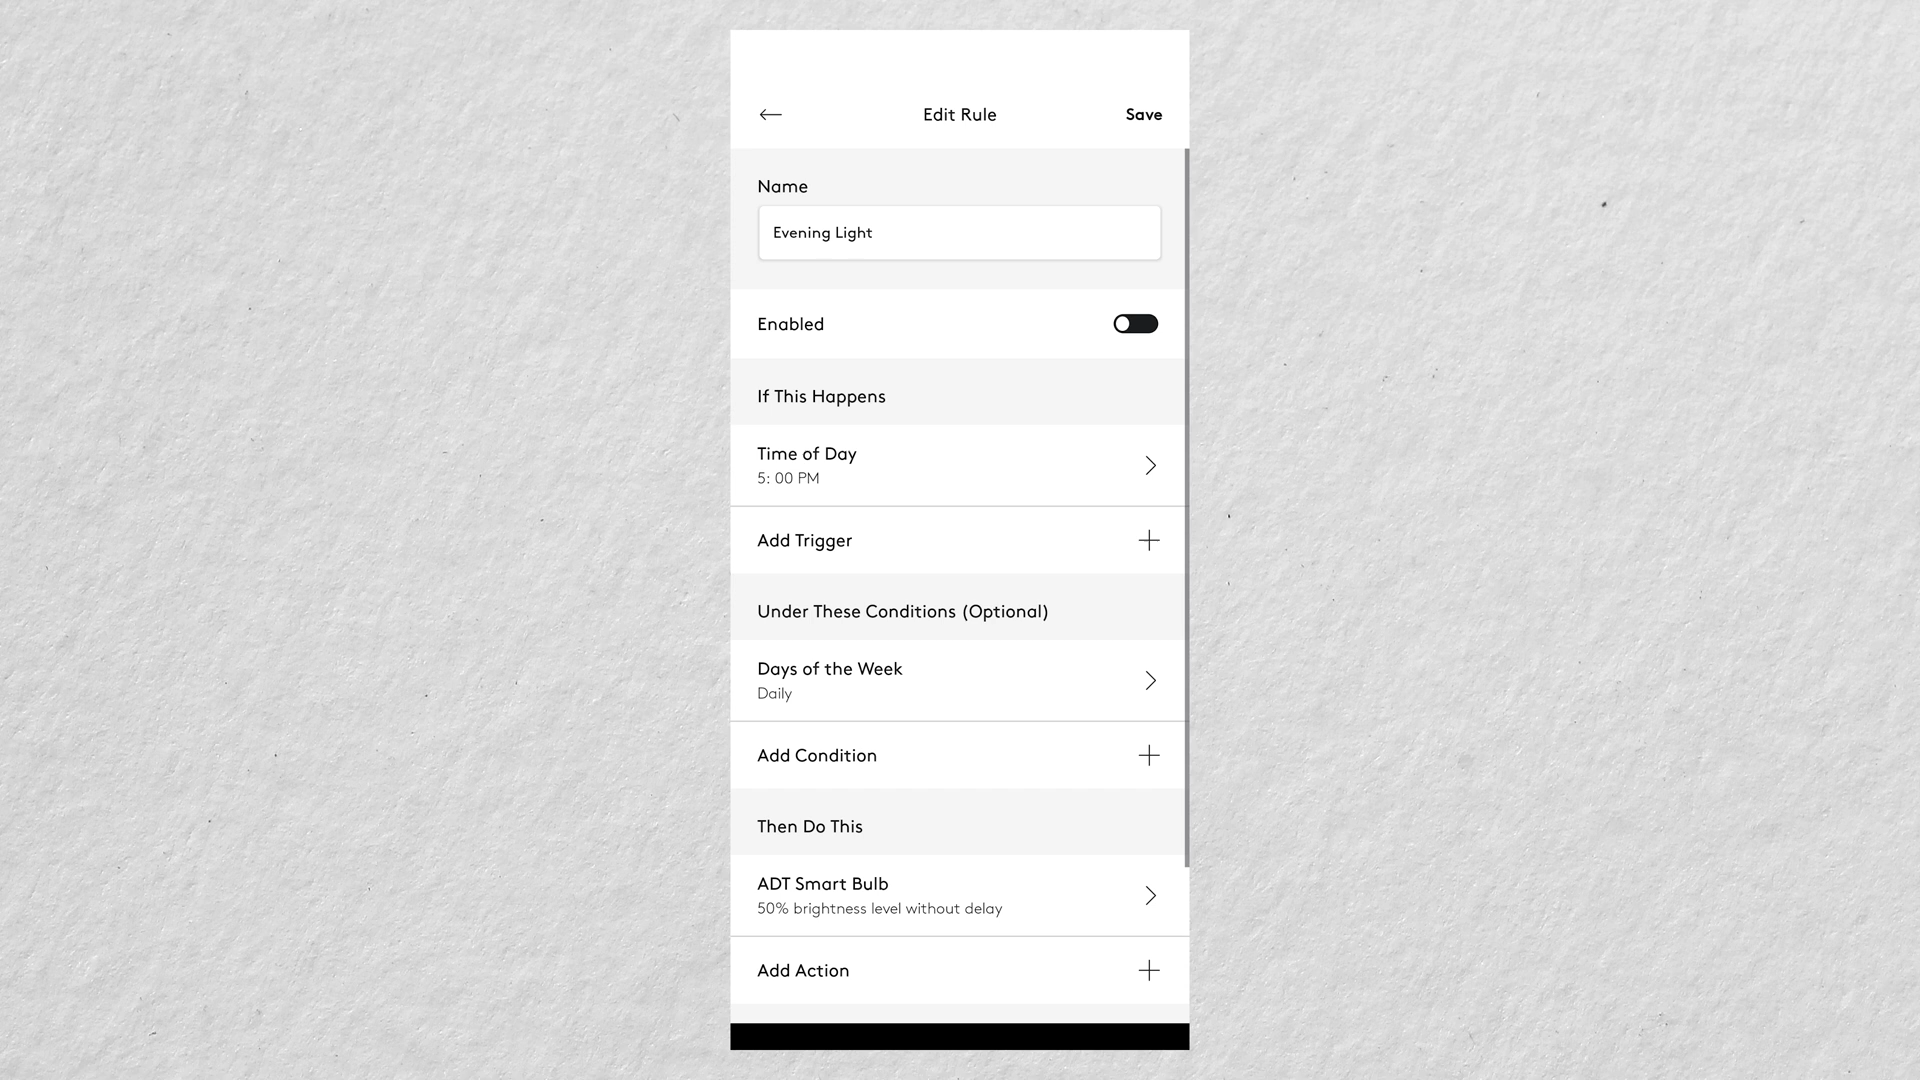 Edit Rule
Save
Name
Evening Light
Enabled
If This Happens
Time of Day
5: 00 PM
Add Trigger
Under These Conditions (Optional)
Days of the Week
Daily
Add Condition
Then Do This
ADT Smart Bulb
50% brightness level without delay
Add Action